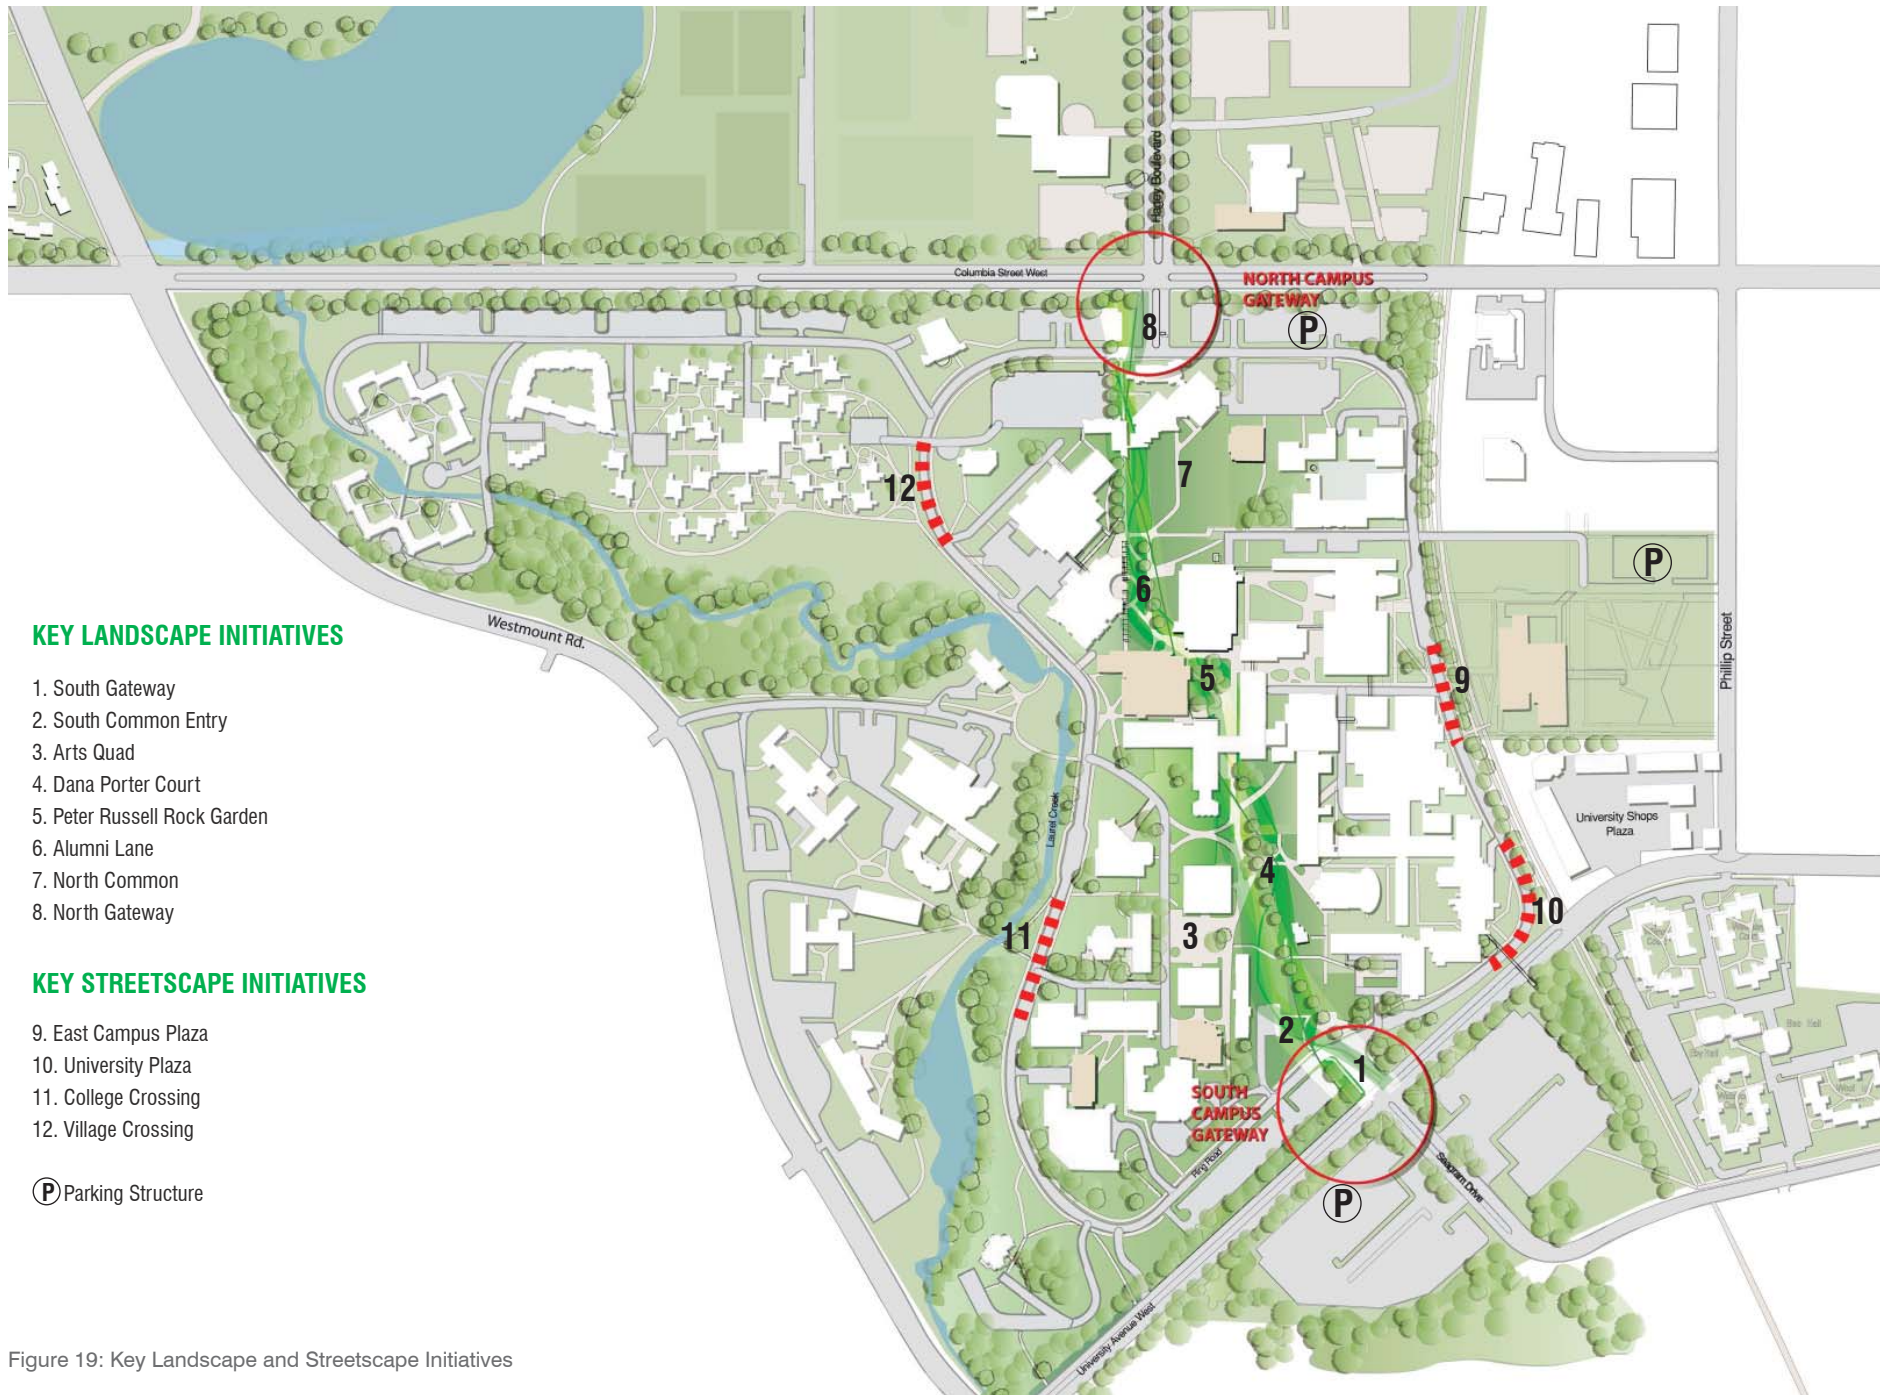 Hagey Boulevard
Columbia Street West
NORTH CAMPUS
GATEWAY
8
P
7
12
P
6
Westmount Rd.
Phillip Street
KEY LANDSCAPE INITIATIVES
1. South Gateway
2. South Common Entry
3. Arts Quad
4. Dana Porter Court
5. Peter Russell Rock Garden
6. Alumni Lane
7. North Common
8. North Gateway
5
9
Laurel Creek
University Shops
Plaza
4
10
11
3
KEY STREETSCAPE INITIATIVES
9. East Campus Plaza
10. University Plaza
11. College Crossing
12. Village Crossing
P Parking Structure
2
1
SOUTH
CAMPUS
GATEWAY
Ring Road
Seagram Drive
P
University Avenue West
Figure 19: Key Landscape and Streetscape Initiatives